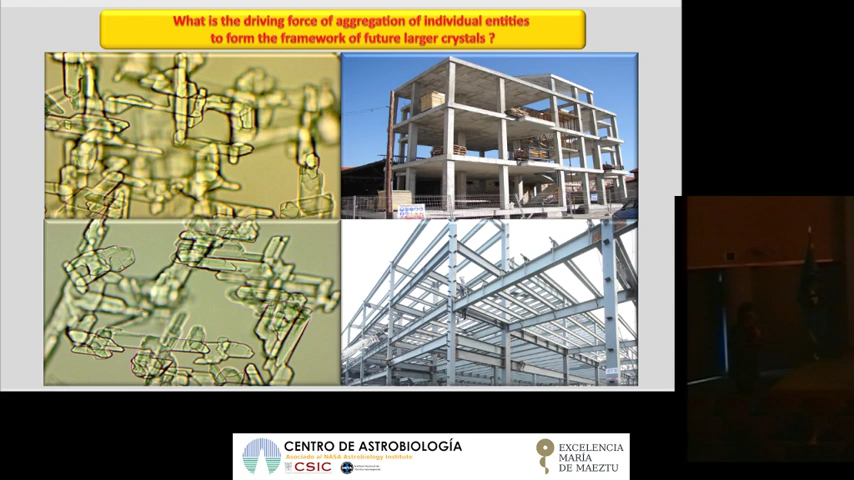 What is the driving force of aggregation of individual entities
to form the framework of future larger crystals ?
CENTRO DE ASTROBIOLOGÍA
Asociado al NASA Astrobiology Institute
CSIC
EXCELENCIA
MARÍA
DE MAEZTU